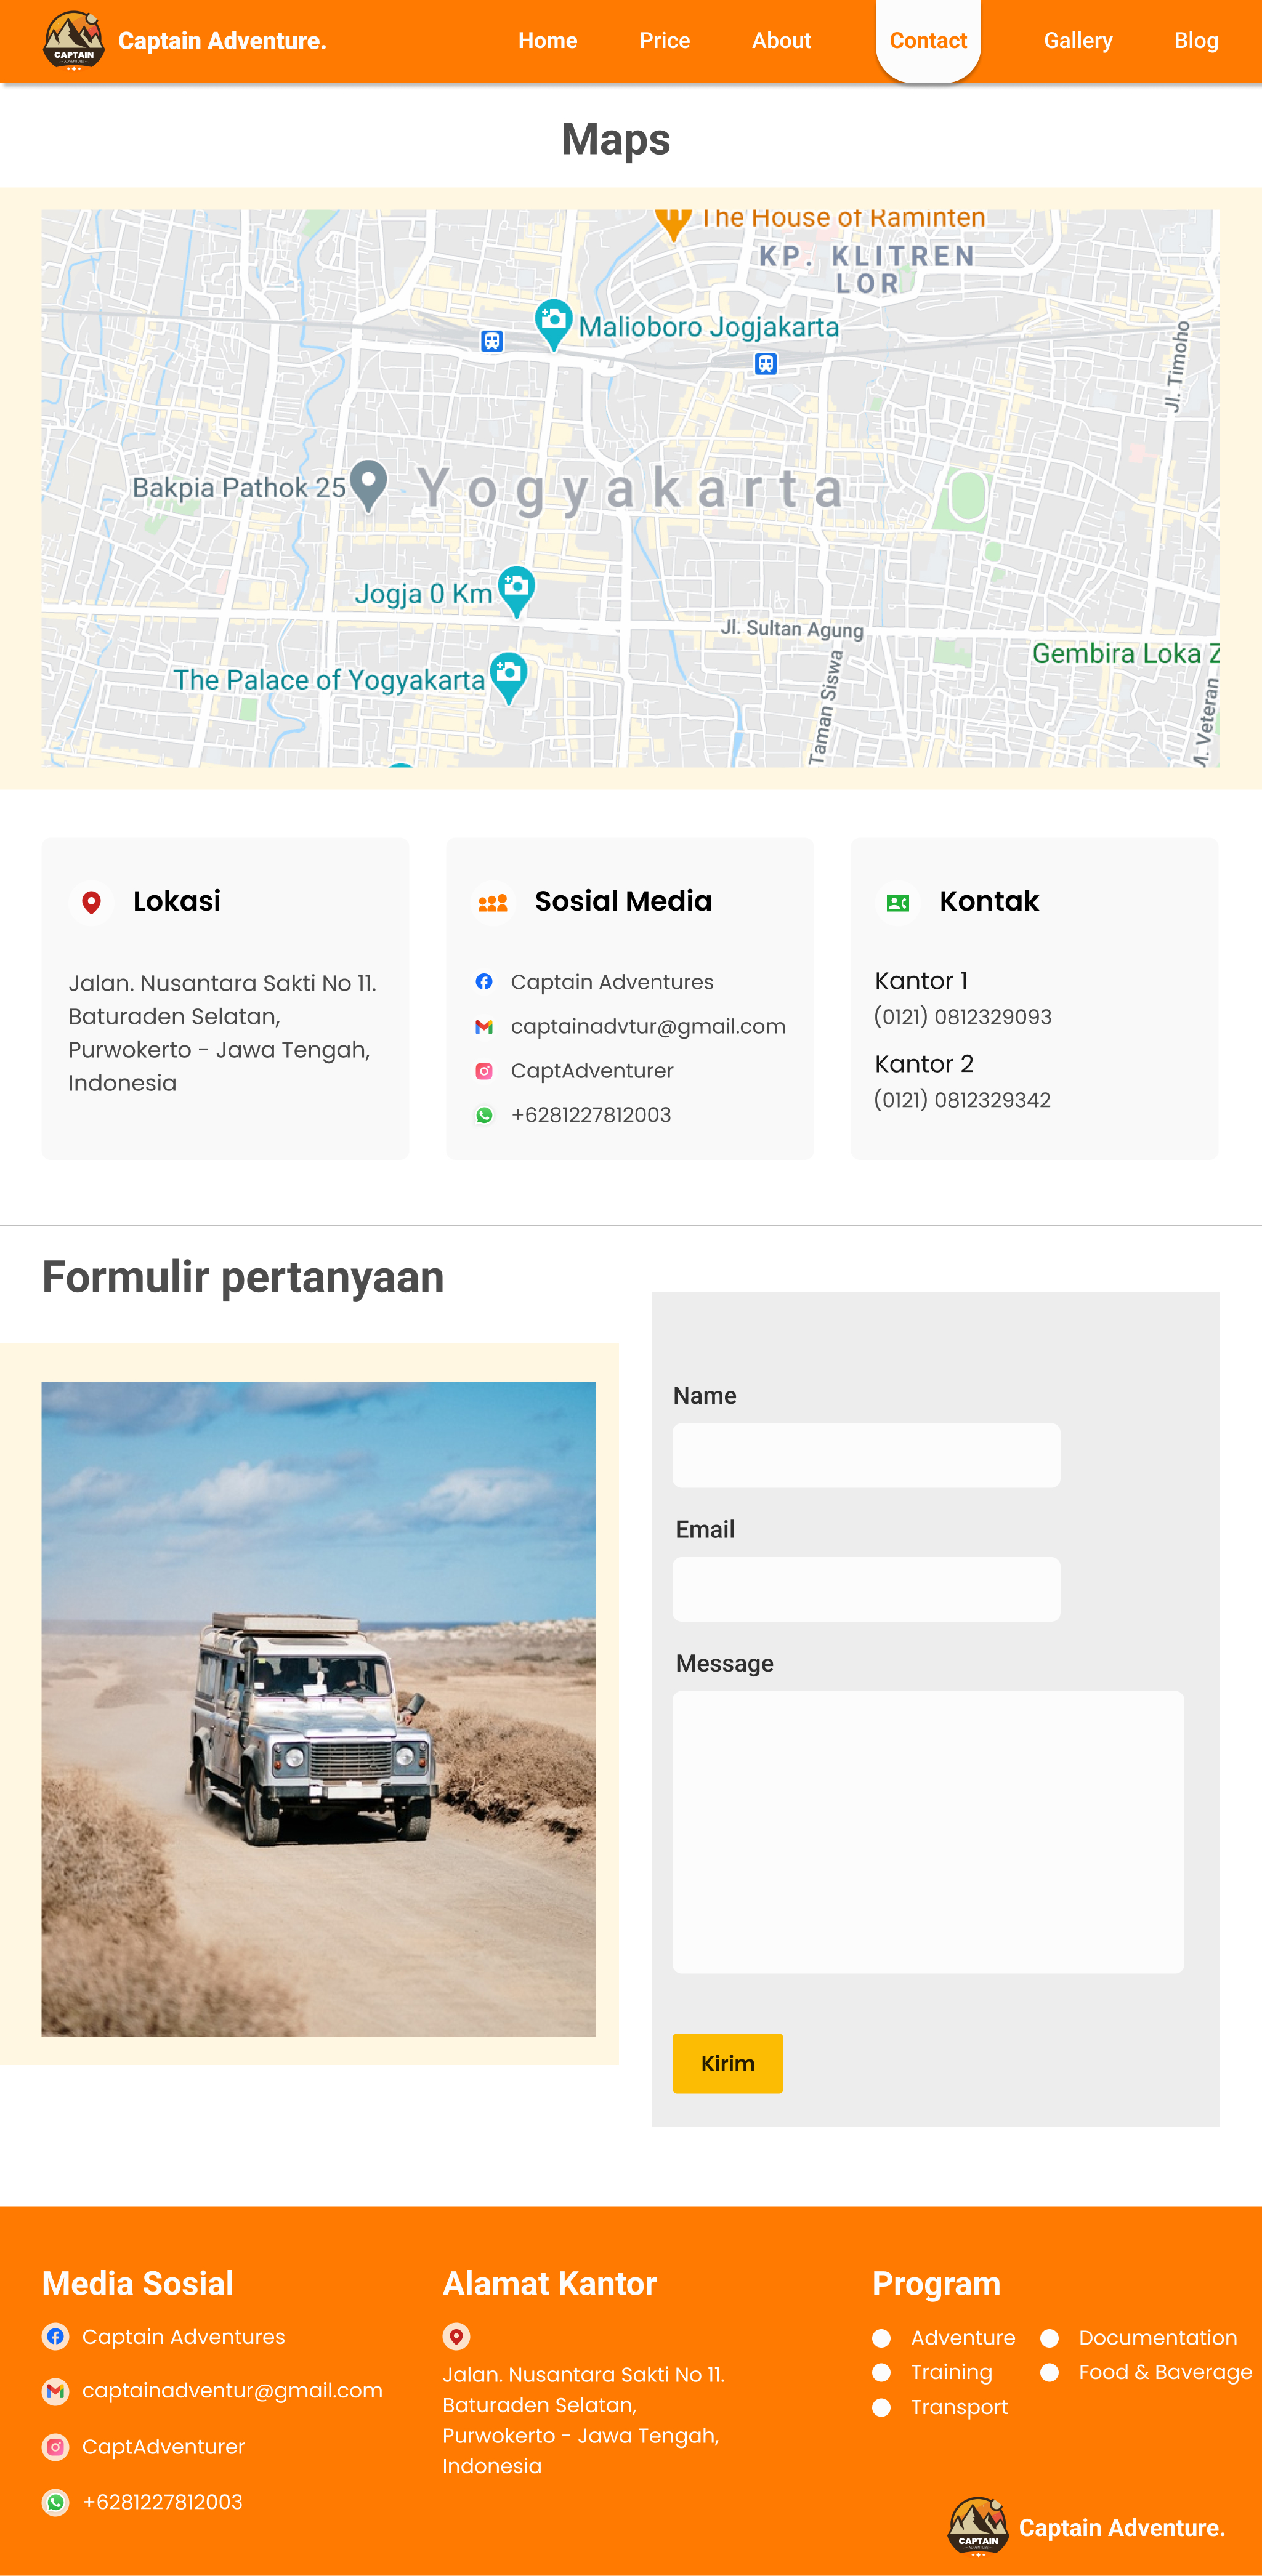 CAPTAIN
ADVENTURE
Captain Adventure.
Home
Price
About
Contact
Gallery
Blog
Maps
The House of Raminten
KP. KLITREN
LOR
Malioboro Jogjakarta
Jl. Timoho
Bakpia Pathok 25
Yogyakarta
Jogja 0 Km
Jl. Sultan Agung
Gembira Loka Z
The Palace of Yogyakarta
Taman Siswa
M. Veteran
Lokasi
Jalan. Nusantara Sakti No 11.
Baturaden Selatan,
Purwokerto - Jawa Tengah,
Indonesia
Sosial Media
Captain Adventures
captainadvtur@gmail.com
CaptAdventurer
+6281227812003
Kontak
Kantor 1
(0121) 0812329093
Kantor 2
(0121) 0812329342
Formulir pertanyaan
Name
Email
Message
Kirim
Media Sosial
Captain Adventures
captainadventur@gmail.com
CaptAdventurer
+6281227812003
Alamat Kantor
Jalan. Nusantara Sakti No 11.
Baturaden Selatan,
Purwokerto - Jawa Tengah,
Indonesia
Program
Adventure
Training
Transport
Documentation
Food & Baverage
CAPTAIN
ADVENTURE
Captain Adventure.